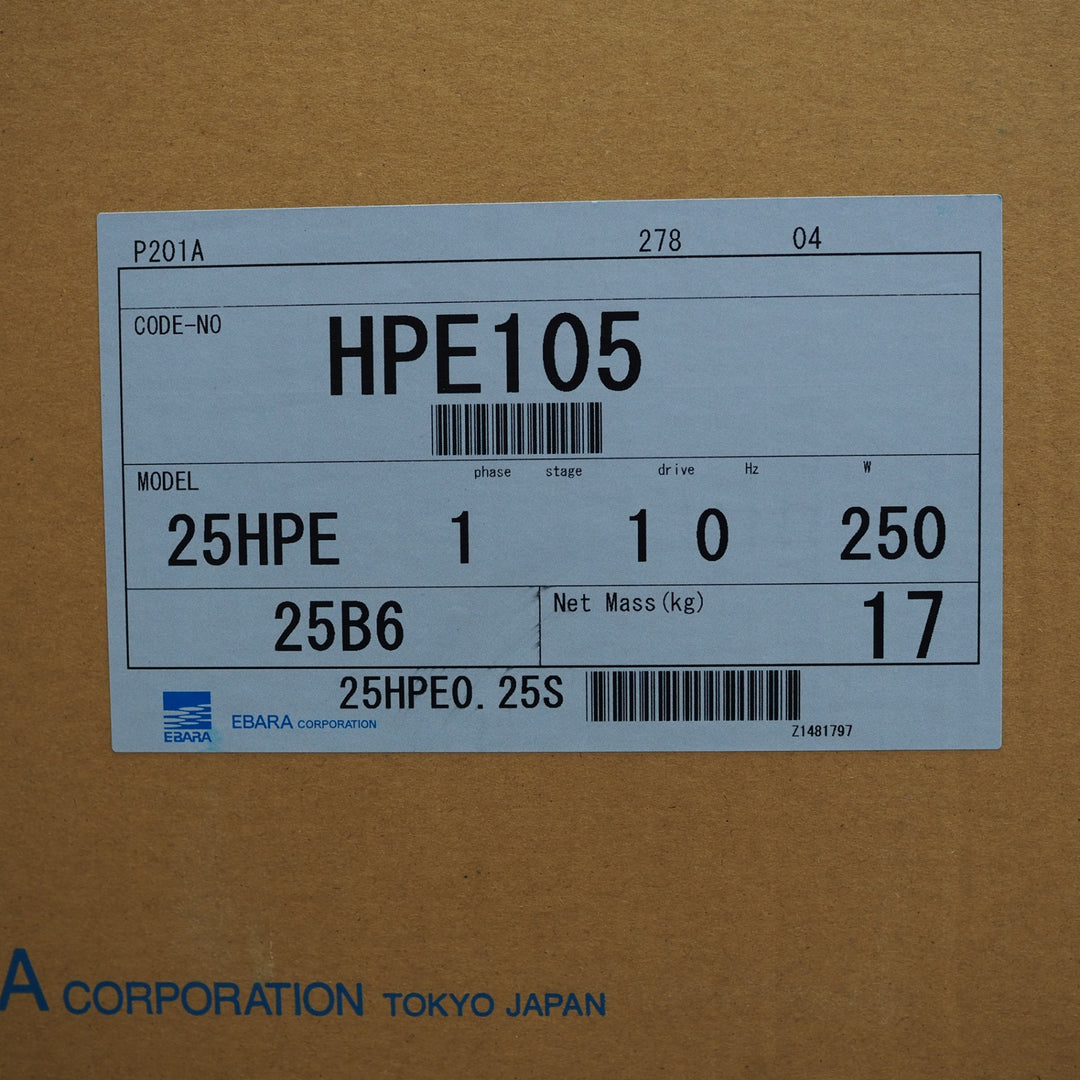 P201A 278 04
CODE-NO HPE105
MODEL phase stage drive Hz W
25HPE 1 1 0 250
25B6 Net Mass(kg) 17
25HPE0. 25S
Z1481797
EBARA EBARA CORPORATION
A CORPORATION TOKYO JAPAN